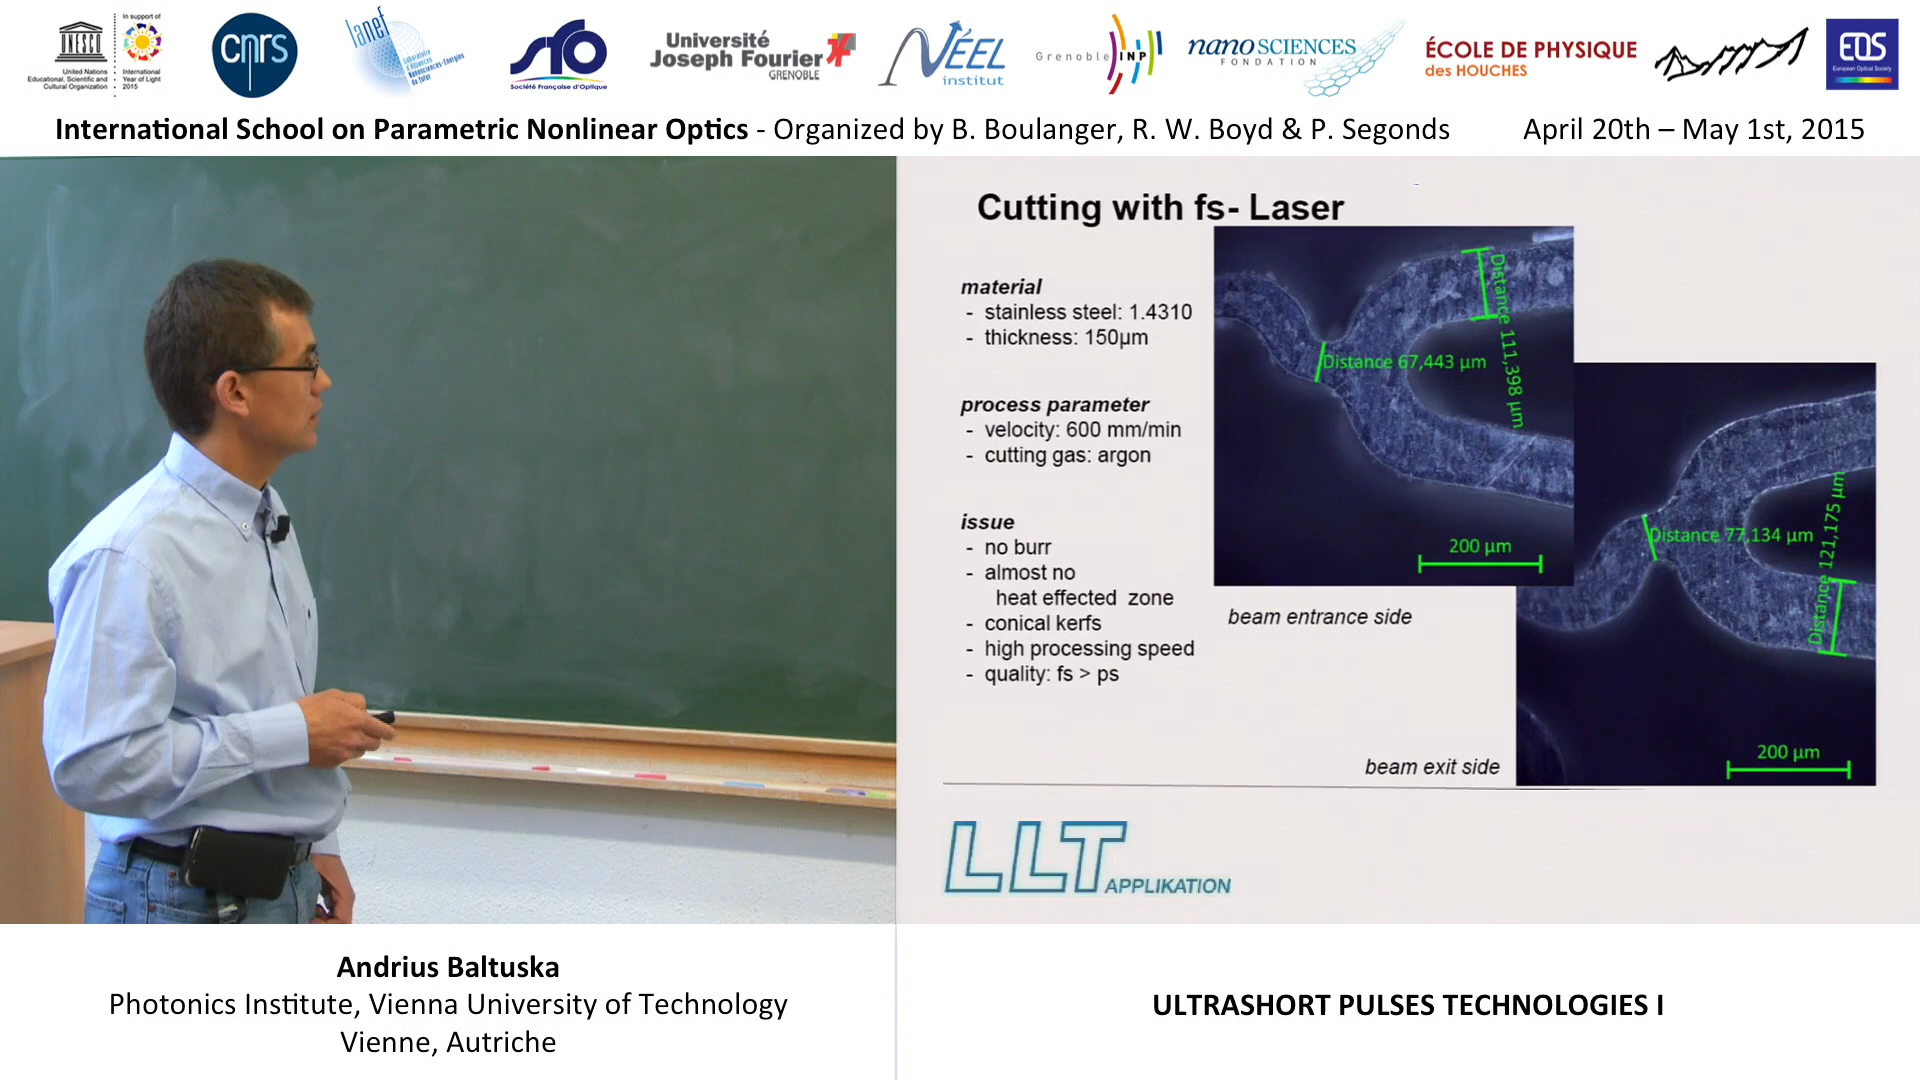 UNESCO
United Nations
Educational, Scientific and
Cultural Organization
In support of
International
Year of Light
2015
cnrs
lanef
Laboratoire
d'Alliances
Nanosciences-Energies
du Futur
sfo
Société Française d'Optique
Université
Joseph Fourier
GRENOBLE
NÉEL
institut
Grenoble INP
nanoSCIENCES
FONDATION
ÉCOLE DE PHYSIQUE
des HOUCHES
EOS
European Optical Society
International School on Parametric Nonlinear Optics - Organized by B. Boulanger, R. W. Boyd & P. Segonds
April 20th – May 1st, 2015
Cutting with fs- Laser
material
- stainless steel: 1.4310
- thickness: 150µm
process parameter
- velocity: 600 mm/min
- cutting gas: argon
issue
- no burr
- almost no
heat effected zone
- conical kerfs
- high processing speed
- quality: fs > ps
Distance 111,398 µm
Distance 67,443 µm
200 µm
beam entrance side
Distance 77,134 µm
Distance 121,175 µm
200 µm
beam exit side
LLT APPLIKATION
Andrius Baltuska
Photonics Institute, Vienna University of Technology
Vienne, Autriche
ULTRASHORT PULSES TECHNOLOGIES I